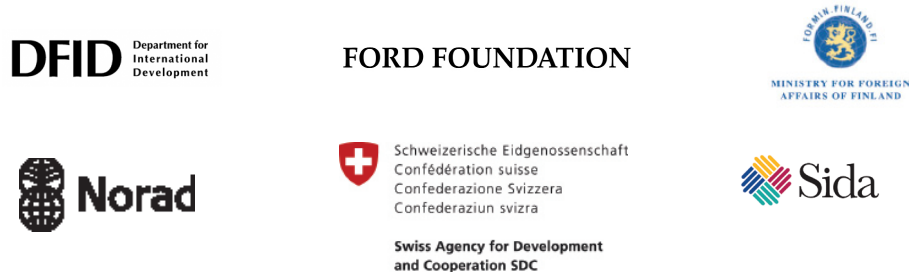 DFID
Department for
International
Development
FORD FOUNDATION
FORMIN.FINLAND.FI
MINISTRY FOR FOREIGN
AFFAIRS OF FINLAND
Norad
Schweizerische Eidgenossenschaft
Confédération suisse
Confederazione Svizzera
Confederaziun svizra
Swiss Agency for Development
and Cooperation SDC
Sida